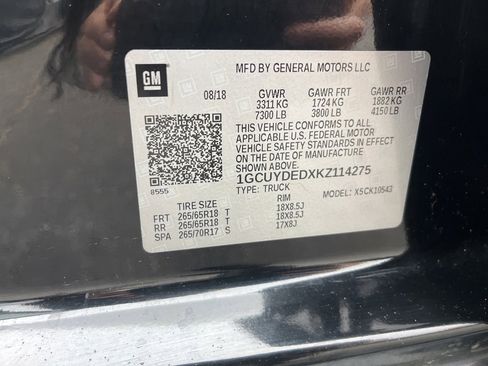 GM
MFD BY GENERAL MOTORS LLC
08/18 GVWR GAWR FRT GAWR RR
3311 KG 1724 KG 1882 KG
7300 LB 3800 LB 4150 LB
THIS VEHICLE CONFORMS TO ALL
APPLICABLE U.S. FEDERAL MOTOR
VEHICLE SAFETY STANDARDS IN EFFECT
ON THE DATE OF MANUFACTURE SHOWN ABOVE.
1GCUYDEDXKZ114275
8555 TYPE: TRUCK MODEL: X5CK10543
TIRE SIZE RIM
FRT 265/65R18 T 18X8.5J
RR 265/65R18 T 18X8.5J
SPA 265/70R17 S 17X8J